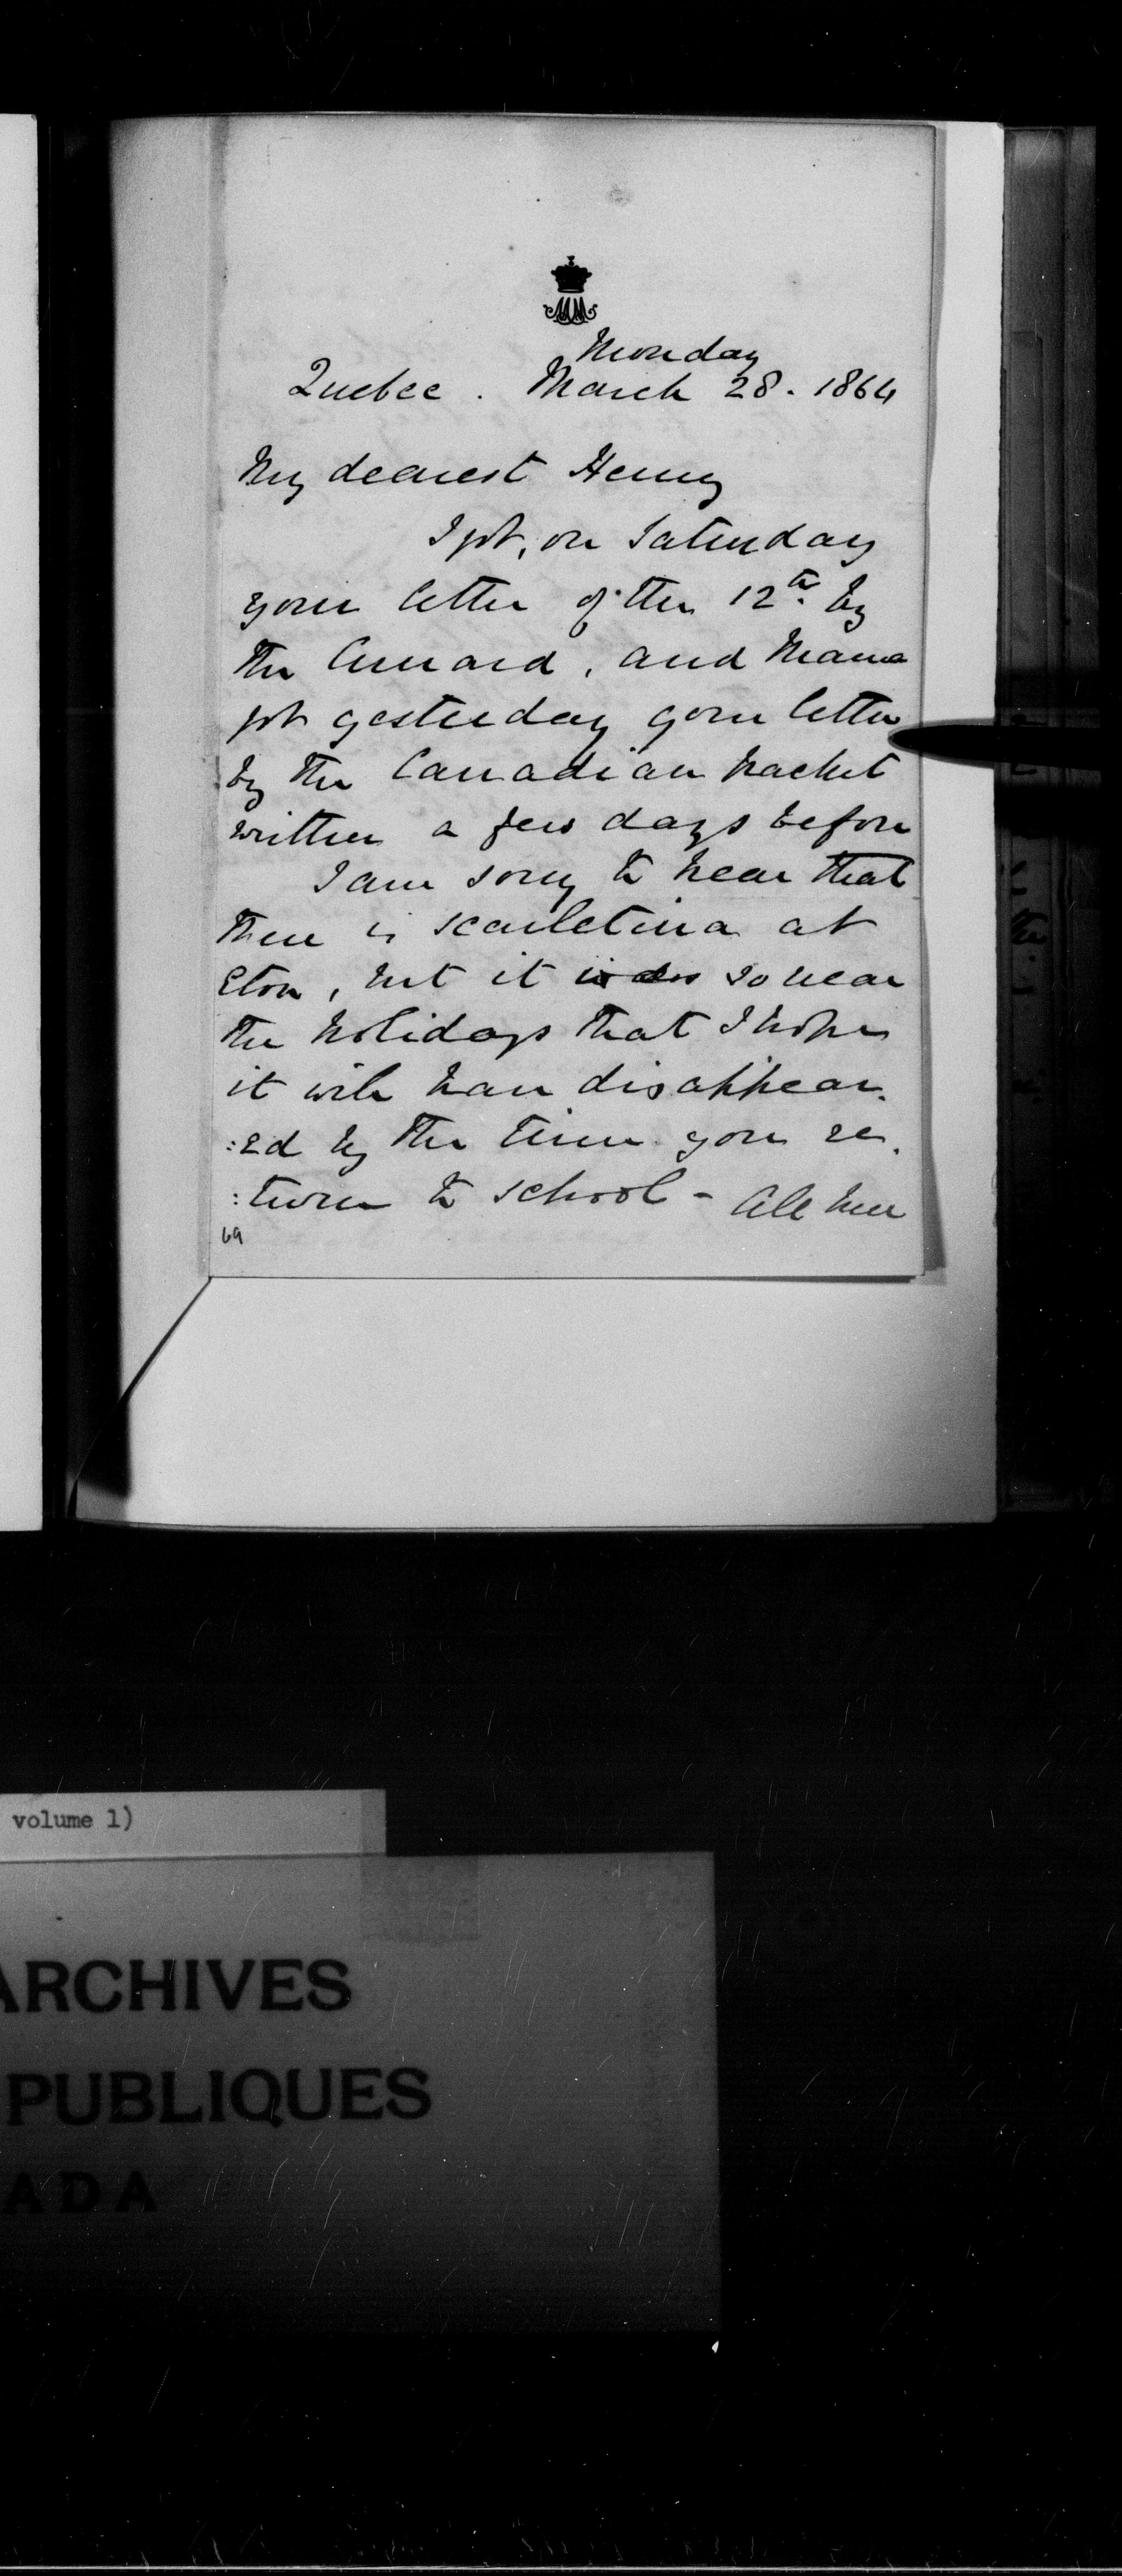 Monday
Quebec. March 28. 1864
My dearest Henry
I got, on Saturday
your letter of the 12th. by
the Cunard, and Mama
got yesterday your letter
by the Canadian packet
written a few days before
I am sorry to hear that
there is scarletina at
Eton, but it is so near
the holidays that I hope
it will have disappear.
:ed by the time you re.
:turn to school - All here
69
volume 1)
ARCHIVES
PUBLIQUES
ADA